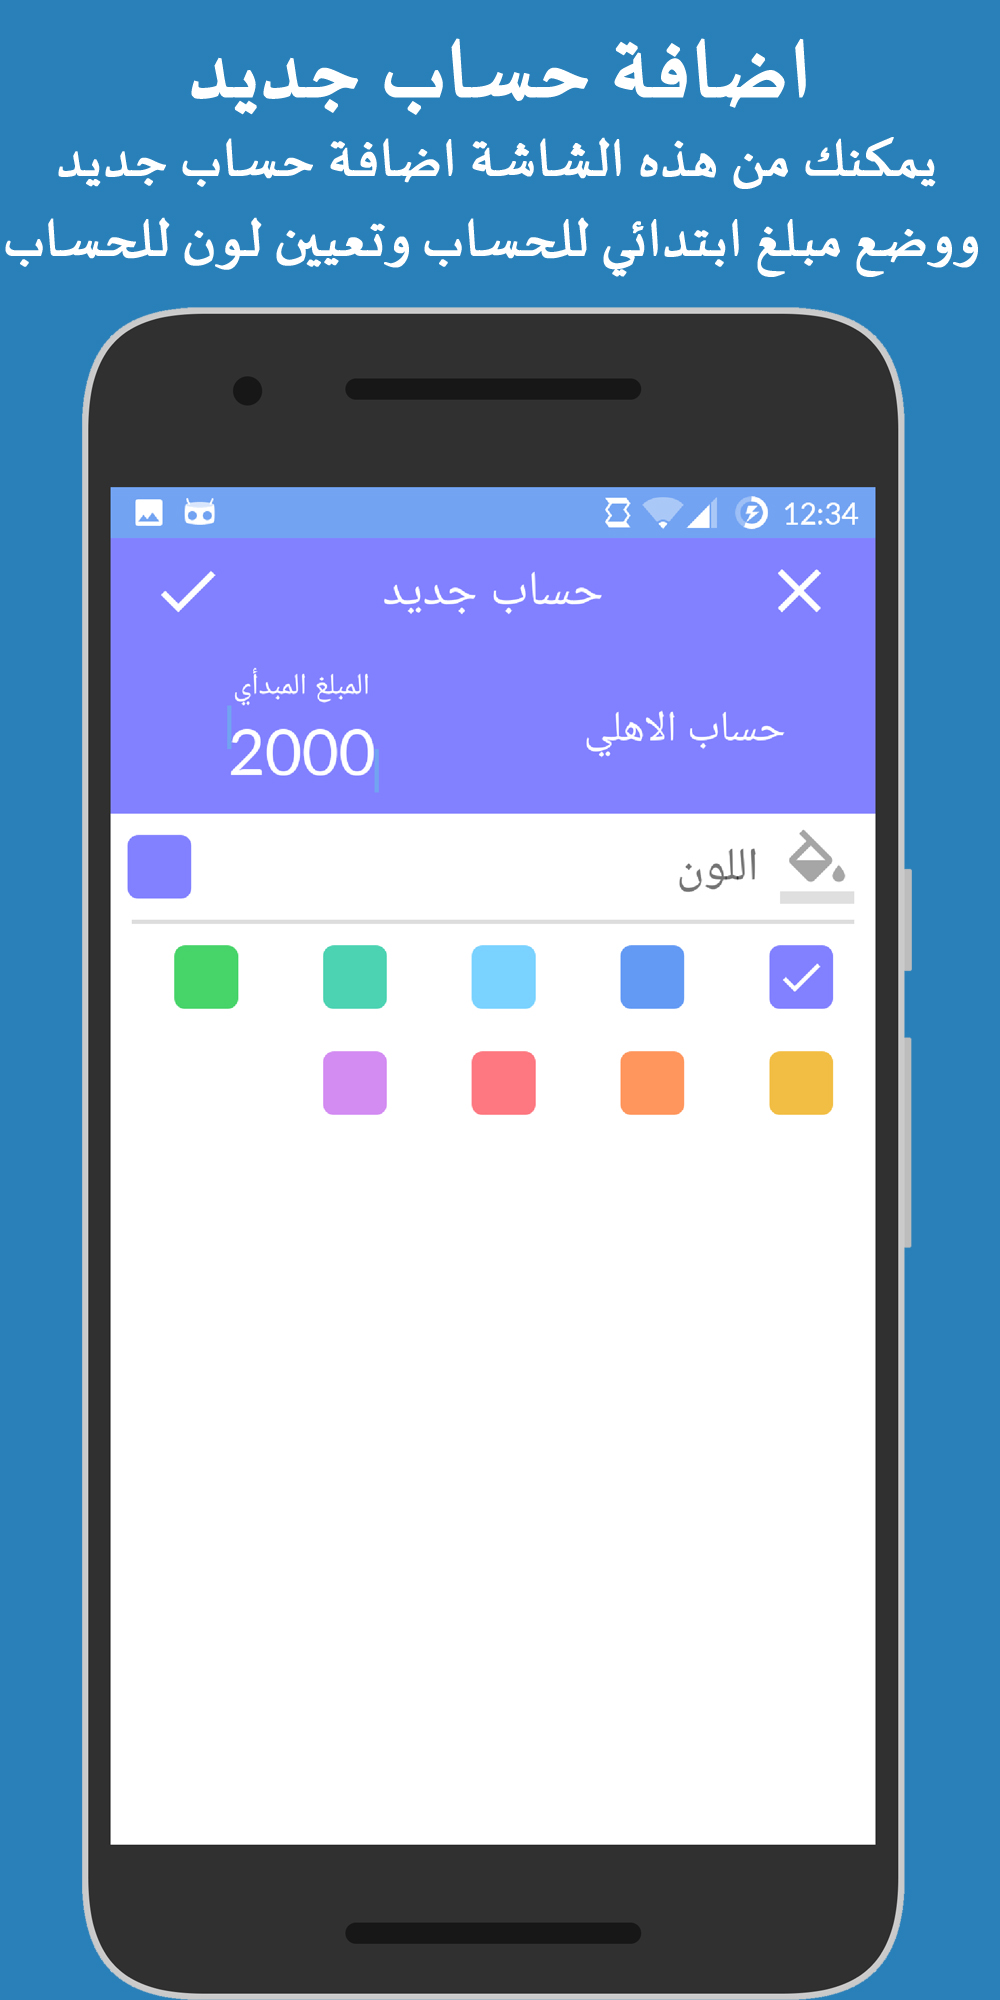 اضافة حساب جديد
يمكنك من هذه الشاشة اضافة حساب جديد
ووضع مبلغ ابتدائي للحساب وتعيين لون للحساب
12:34
حساب جديد
المبلغ المبدأي
حساب الاهلي
2000
اللون